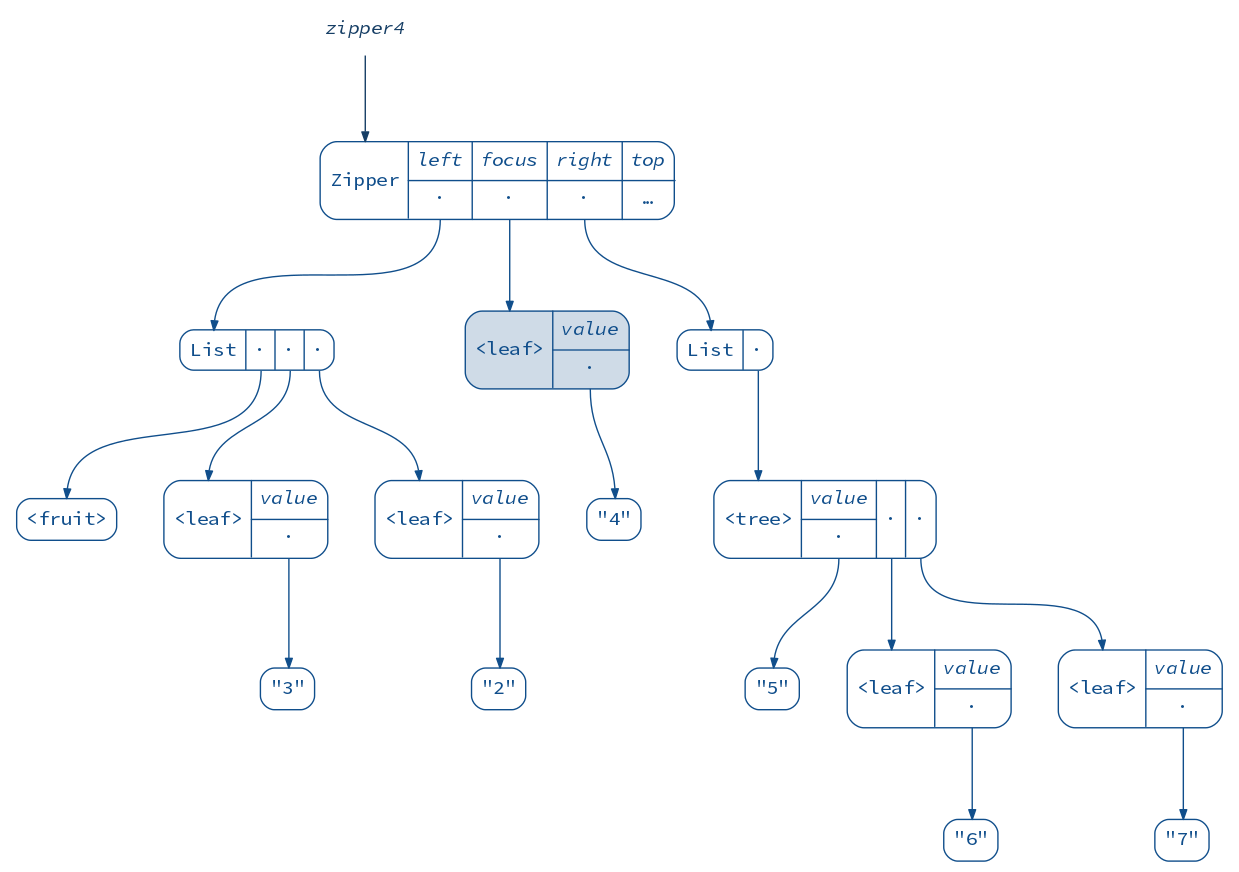 zipper4
Zipper left focus right top
· · · …
List · · ·
<leaf> value
·
List ·
<fruit>
<leaf> value
·
<leaf> value
·
"4"
<tree> value · ·
·
"3"
"2"
"5"
<leaf> value
·
<leaf> value
·
"6"
"7"